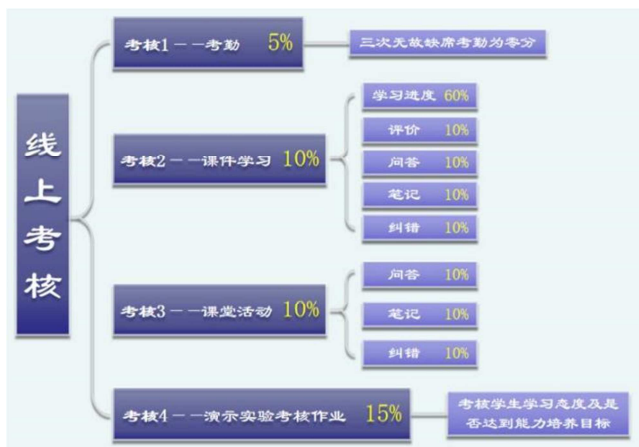 线上考核
考核1－－考勤 5%
三次无故缺席考勤为零分
考核2－－课件学习 10%
学习进度 60%
评价 10%
问答 10%
笔记 10%
纠错 10%
考核3－－课堂活动 10%
问答 10%
笔记 10%
纠错 10%
考核4－－演示实验考核作业 15%
考核学生学习态度及是
否达到能力培养目标